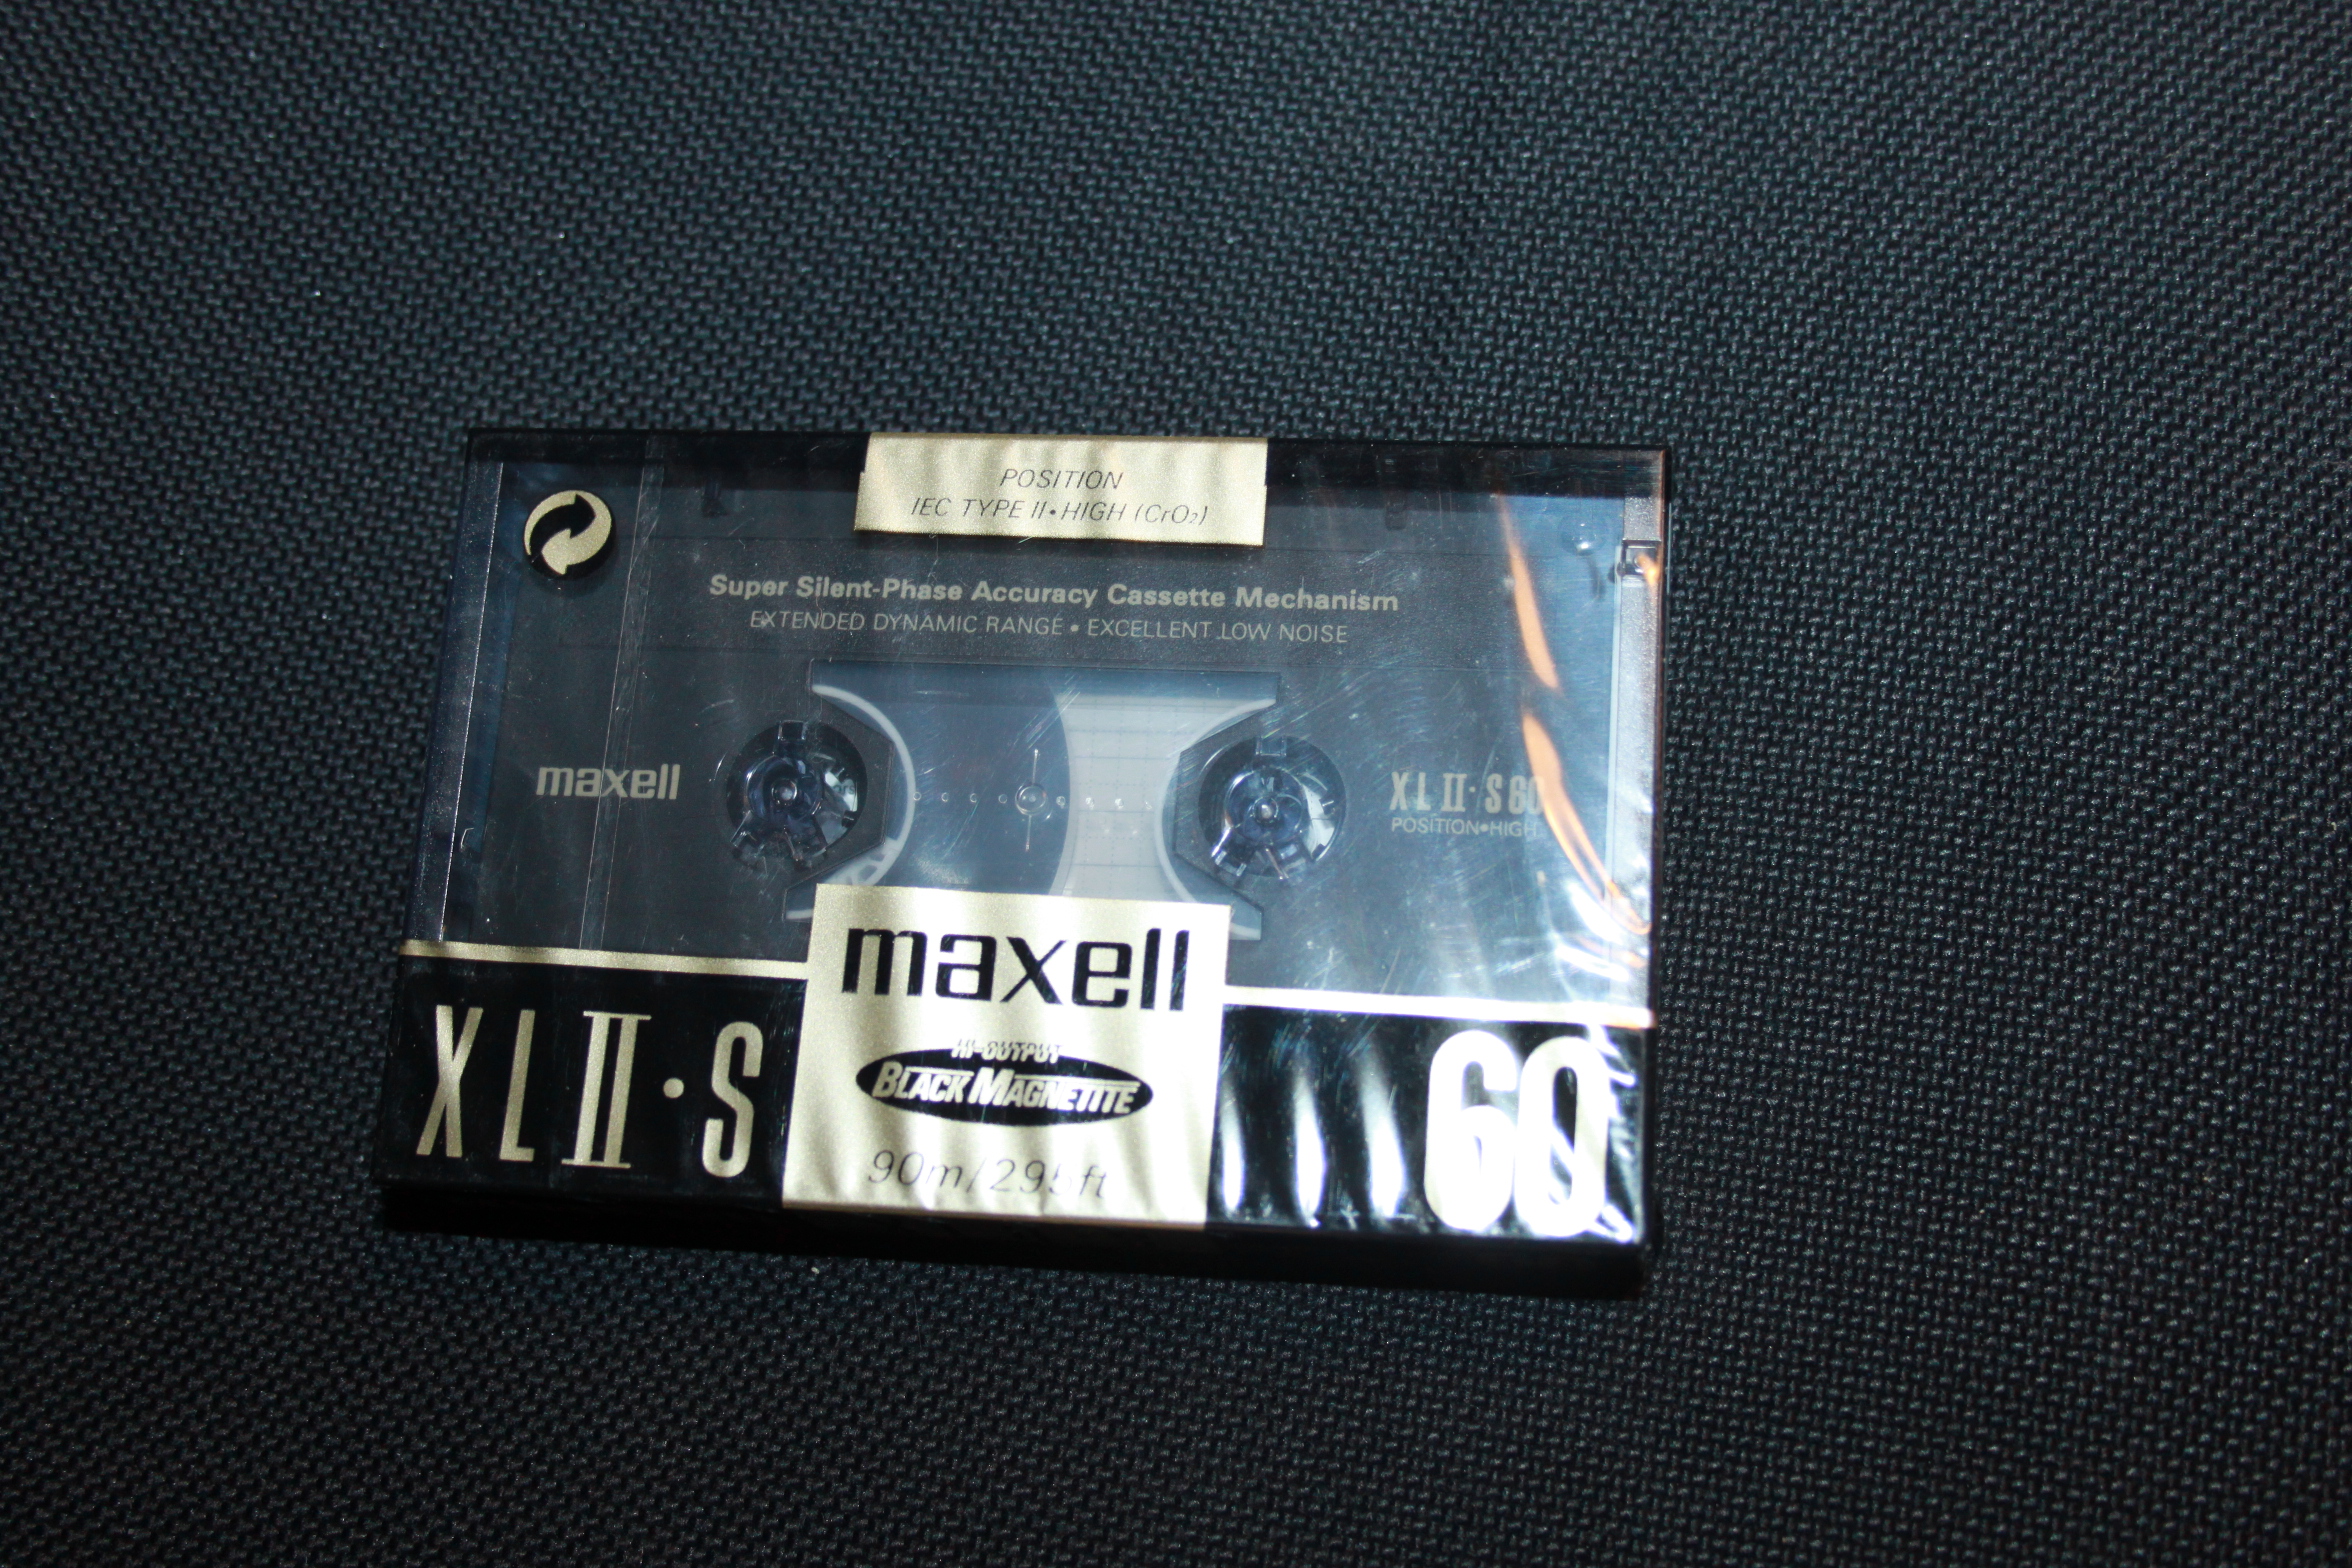 POSITION
IEC TYPE II•HIGH (CrO₂)
Super Silent-Phase Accuracy Cassette Mechanism
EXTENDED DYNAMIC RANGE • EXCELLENT LOW NOISE
maxell
XL II·S 60
POSITION•HIGH
maxell
XL II·S
HI-OUTPUT
BLACK MAGNETITE
60
90m/295ft